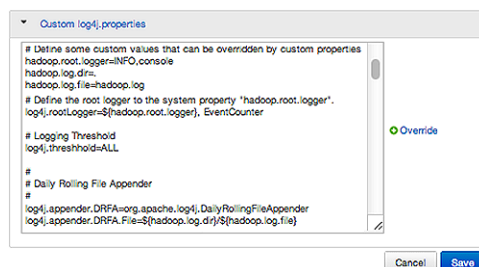 Custom log4j.properties
# Define some custom values that can be overridden by custom properties
hadoop.root.logger=INFO,console
hadoop.log.dir=.
hadoop.log.file=hadoop.log
# Define the root logger to the system property "hadoop.root.logger".
log4j.rootLogger=${hadoop.root.logger}, EventCounter
# Logging Threshold
log4j.threshhold=ALL
#
# Daily Rolling File Appender
#
log4j.appender.DRFA=org.apache.log4j.DailyRollingFileAppender
log4j.appender.DRFA.File=${hadoop.log.dir}/${hadoop.log.file}
Override
Cancel
Save